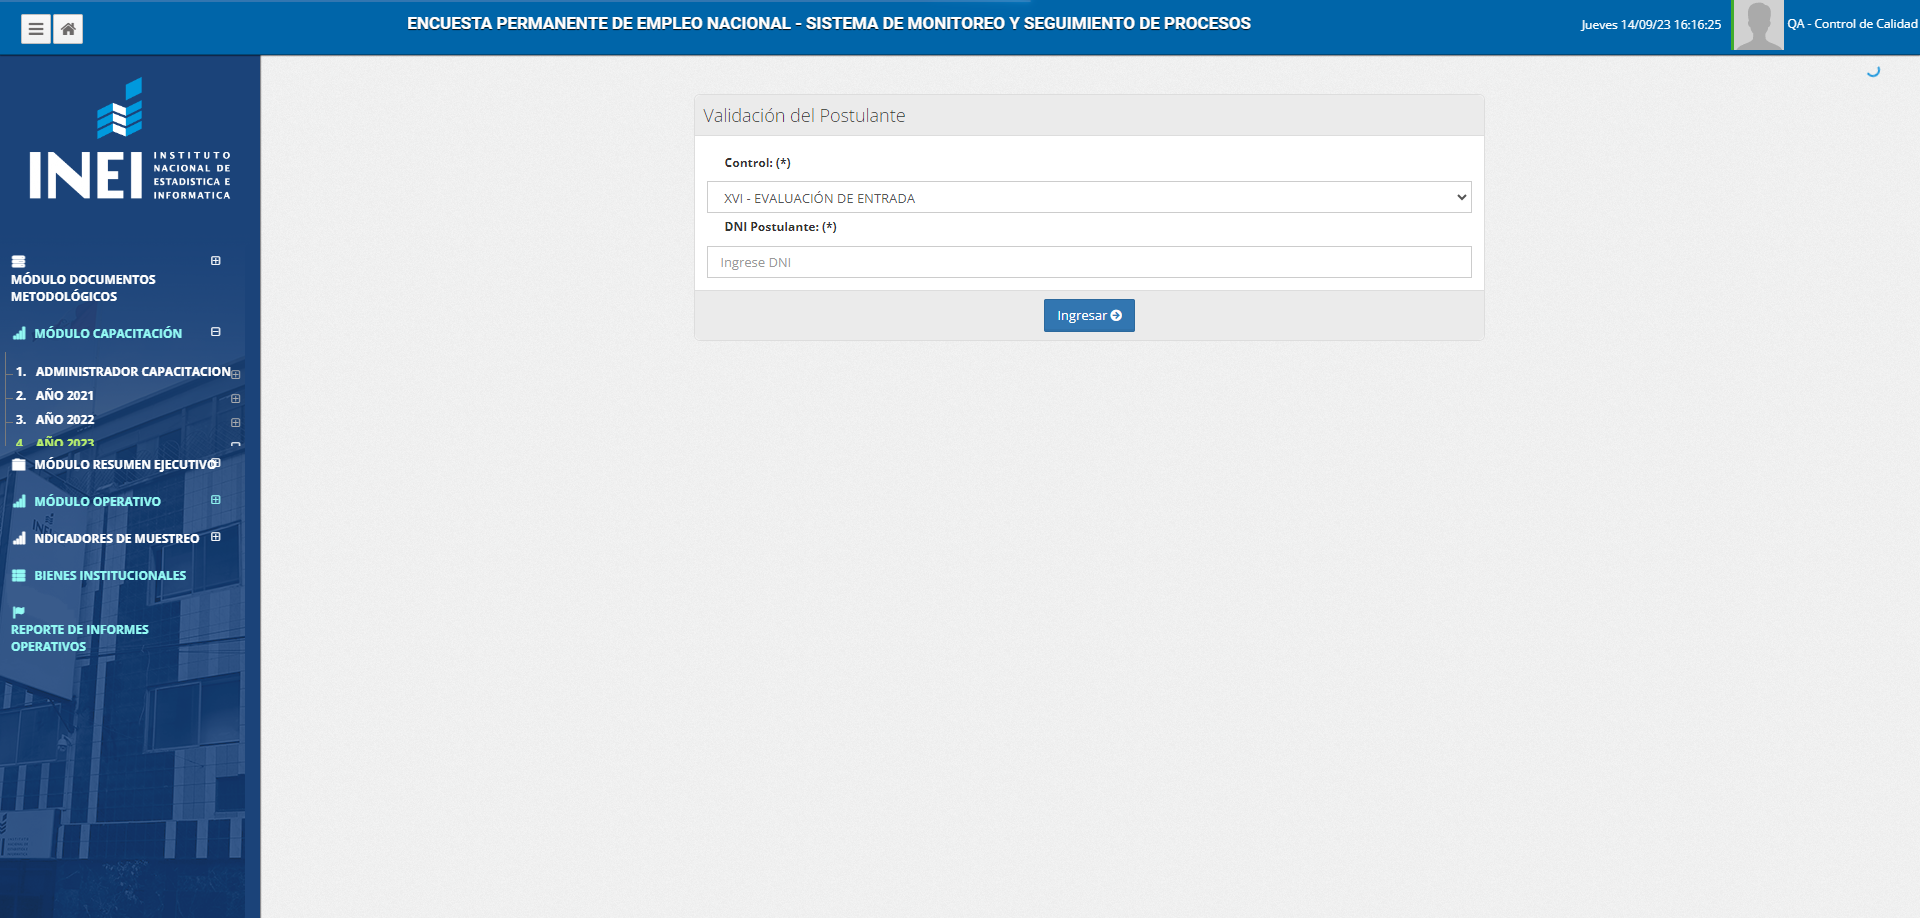 ENCUESTA PERMANENTE DE EMPLEO NACIONAL - SISTEMA DE MONITOREO Y SEGUIMIENTO DE PROCESOS
Jueves 14/09/23 16:16:25
QA - Control de Calidad
INEI
INSTITUTO
NACIONAL DE
ESTADISTICA E
INFORMATICA
MÓDULO DOCUMENTOS
METODOLÓGICOS
MÓDULO CAPACITACIÓN
1. ADMINISTRADOR CAPACITACION
2. AÑO 2021
3. AÑO 2022
4. AÑO 2023
MÓDULO RESUMEN EJECUTIVO
MÓDULO OPERATIVO
NDICADORES DE MUESTREO
BIENES INSTITUCIONALES
REPORTE DE INFORMES
OPERATIVOS
Validación del Postulante
Control: (*)
XVI - EVALUACIÓN DE ENTRADA
DNI Postulante: (*)
Ingrese DNI
Ingresar